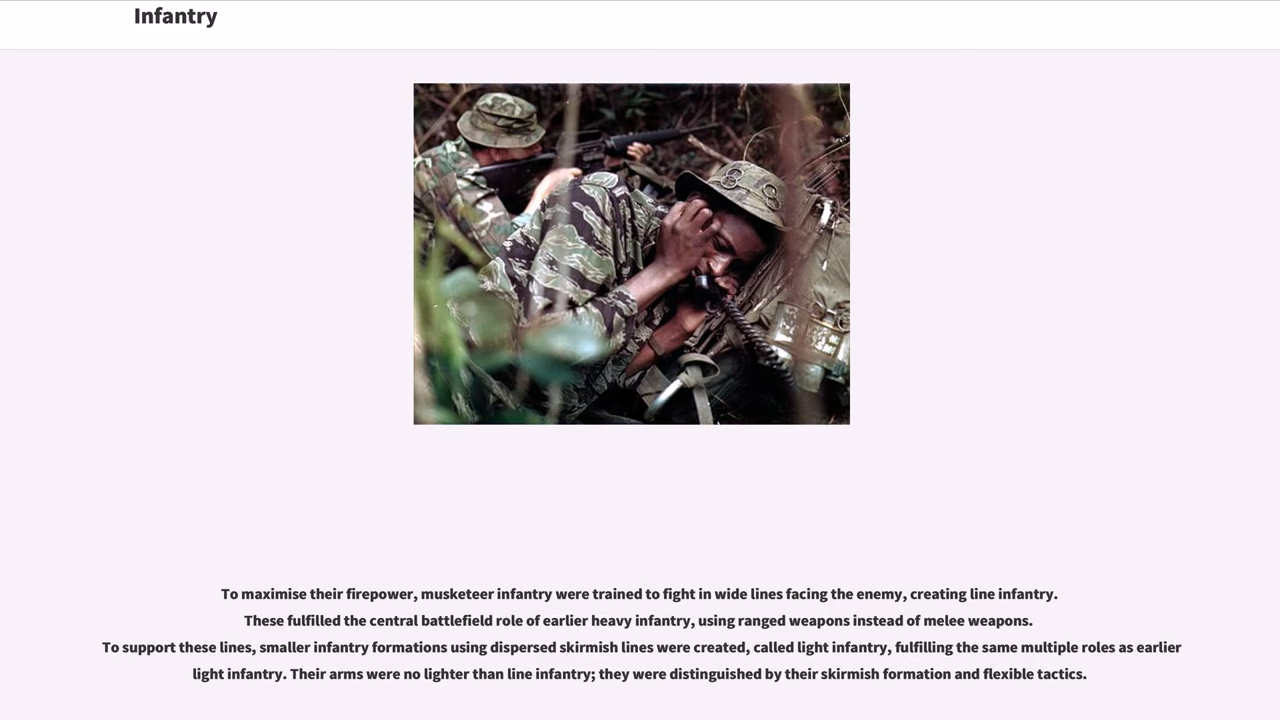 Infantry
To maximise their firepower, musketeer infantry were trained to fight in wide lines facing the enemy, creating line infantry.
These fulfilled the central battlefield role of earlier heavy infantry, using ranged weapons instead of melee weapons.
To support these lines, smaller infantry formations using dispersed skirmish lines were created, called light infantry, fulfilling the same multiple roles as earlier
light infantry. Their arms were no lighter than line infantry; they were distinguished by their skirmish formation and flexible tactics.